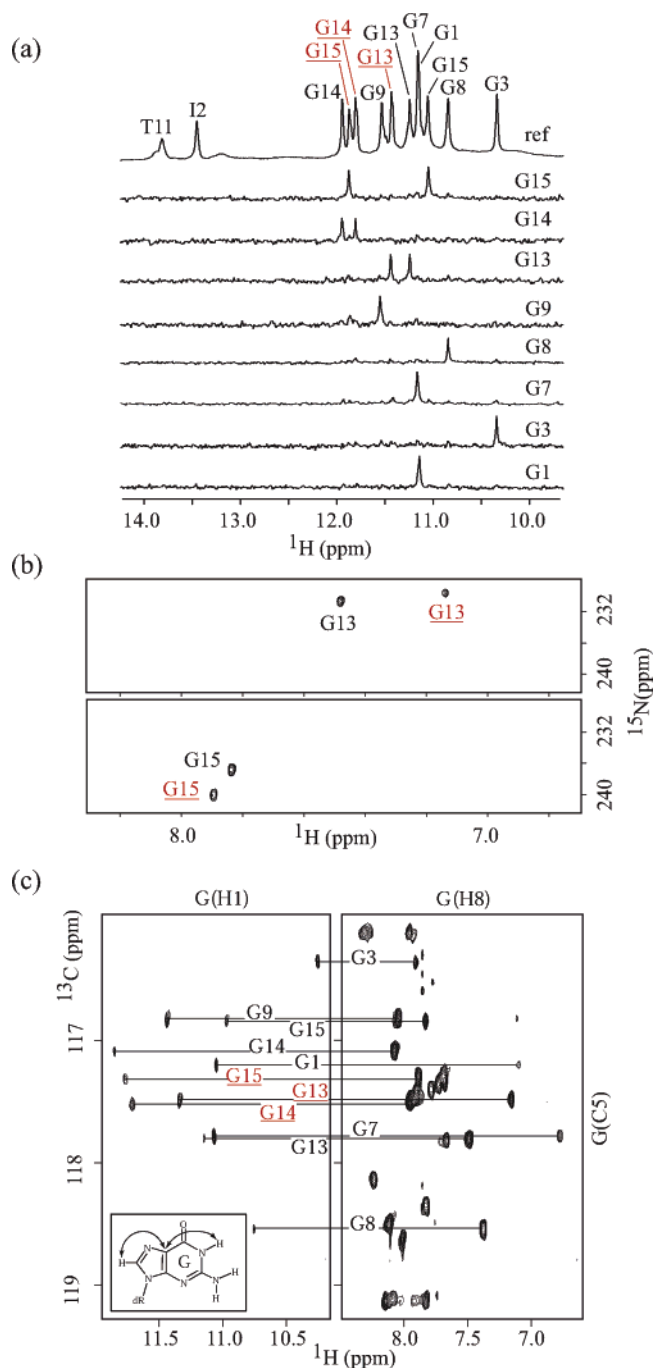 (a)
G7
G14 G13 G1
G15 G13 G15
G14 G9 G8 G3
T11 I2 ref
G15
G14
G13
G9
G8
G7
G3
G1
14.0 13.0 12.0 11.0 10.0
1H (ppm)
(b)
G13 G13
232
240
15N(ppm)
G15
G15
232
240
8.0 1H (ppm) 7.0
(c)
G(H1) G(H8)
13C (ppm)
G3
G9
117
G15
G14
G1
G15
G13
G14
G(C5)
G7
G13
118
G8
O
N N H
H G
N N N H
dR H
119
11.5 11.0 10.5 8.0 7.5 7.0
1H (ppm)